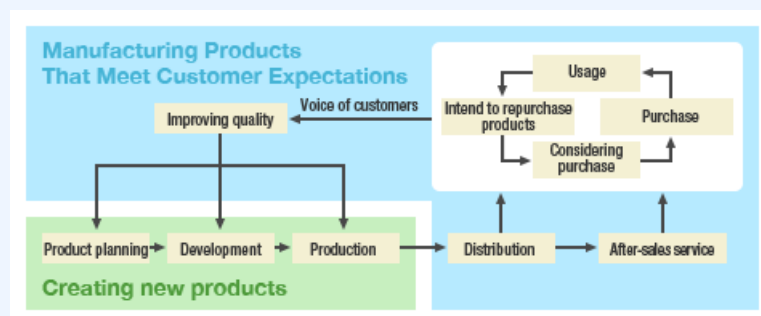 Manufacturing Products
That Meet Customer Expectations
Usage
Voice of customers
Intend to repurchase
products
Purchase
Improving quality
Considering
purchase
Product planning
Development
Production
Distribution
After-sales service
Creating new products